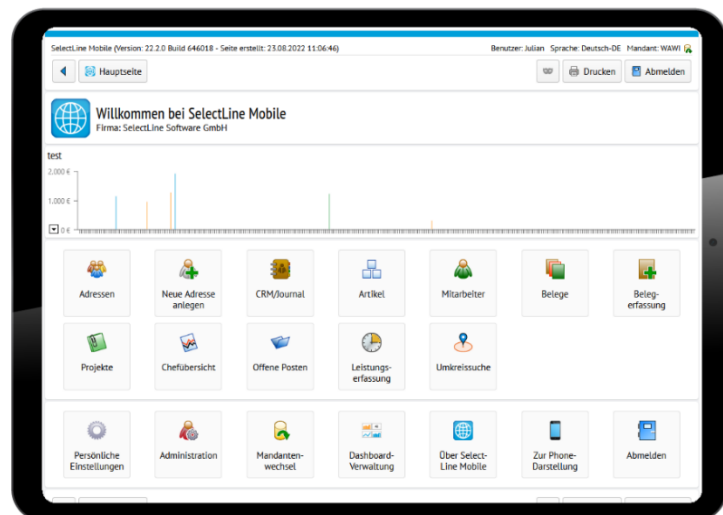 SelectLine Mobile (Version: 22.2.0 Build 646018 - Seite erstellt: 23.08.2022 11:06:46)
Benutzer: Julian Sprache: Deutsch-DE Mandant: WAWI
Hauptseite
Drucken
Abmelden
Willkommen bei SelectLine Mobile
Firma: SelectLine Software GmbH
test
2,000 €
1,000 €
0 €
Adressen
Neue Adresse
anlegen
CRM/Journal
Artikel
Mitarbeiter
Belege
Beleg-
erfassung
Projekte
Chefübersicht
Offene Posten
Leistungs-
erfassung
Umkreissuche
Persönliche
Einstellungen
Administration
Mandanten-
wechsel
Dashboard-
Verwaltung
Über Select-
Line Mobile
Zur Phone-
Darstellung
Abmelden